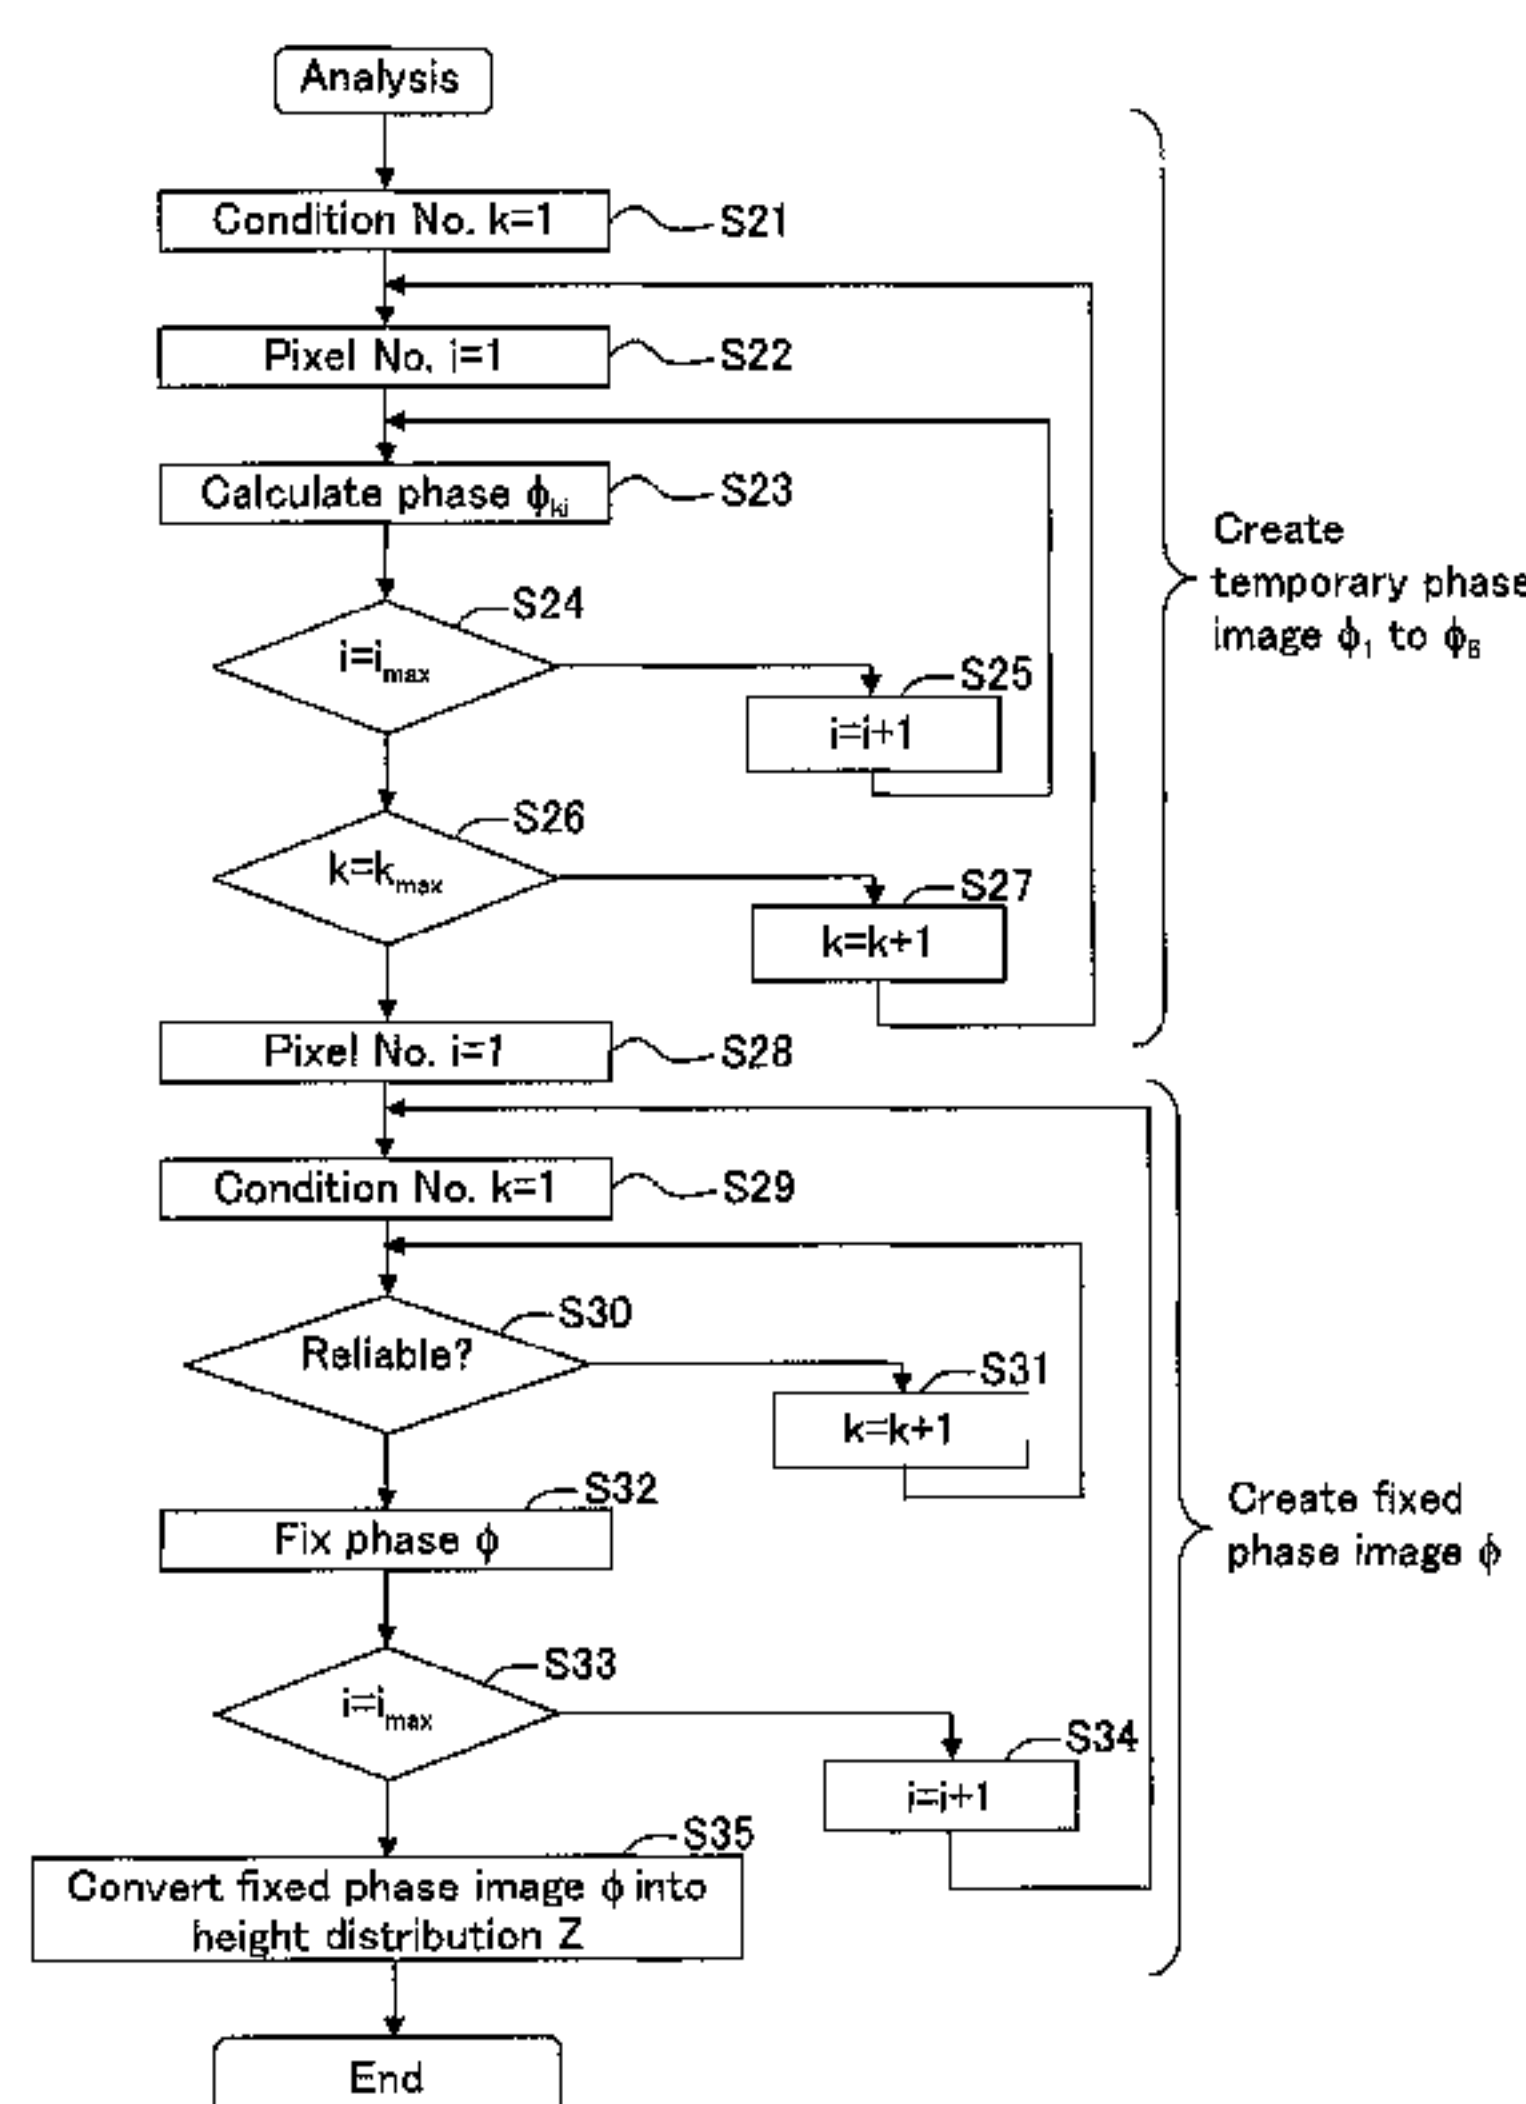 Analysis
Condition No. k=1
S21
Pixel No. i=1
S22
Calculate phase ϕki
S23
i=imax
S24
i=i+1
S25
k=kmax
S26
k=k+1
S27
Create
temporary phase
image ϕ1 to ϕ6
Pixel No. i=1
S28
Condition No. k=1
S29
Reliable?
S30
k=k+1
S31
Fix phase ϕ
S32
i=imax
S33
i=i+1
S34
Create fixed
phase image ϕ
S35
Convert fixed phase image ϕ into
height distribution Z
End